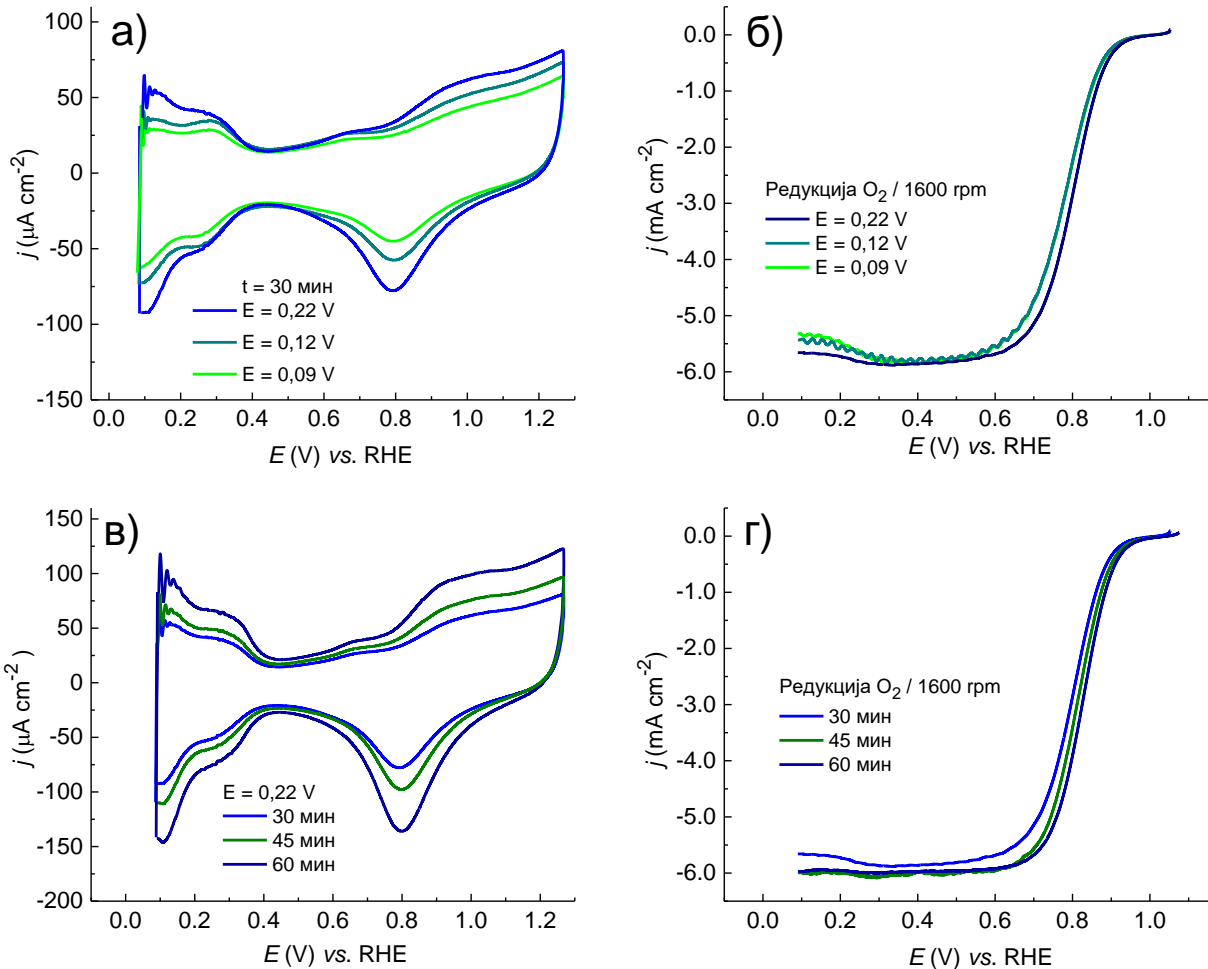 а)
100
50
0
-50
-100
-150
j (µA cm-2)
t = 30 мин
E = 0,22 V
E = 0,12 V
E = 0,09 V
0.0 0.2 0.4 0.6 0.8 1.0 1.2
E (V) vs. RHE
б)
0.0
-1.0
-2.0
-3.0
-4.0
-5.0
-6.0
j (mA cm-2)
Редукција O2 / 1600 rpm
E = 0,22 V
E = 0,12 V
E = 0,09 V
0.0 0.2 0.4 0.6 0.8 1.0
E (V) vs. RHE
в)
150
100
50
0
-50
-100
-150
-200
j (µA cm-2)
E = 0,22 V
30 мин
45 мин
60 мин
0.0 0.2 0.4 0.6 0.8 1.0 1.2
E (V) vs. RHE
г)
0.0
-1.0
-2.0
-3.0
-4.0
-5.0
-6.0
j (mA cm-2)
Редукција O2 / 1600 rpm
30 мин
45 мин
60 мин
0.0 0.2 0.4 0.6 0.8 1.0
E (V) vs. RHE